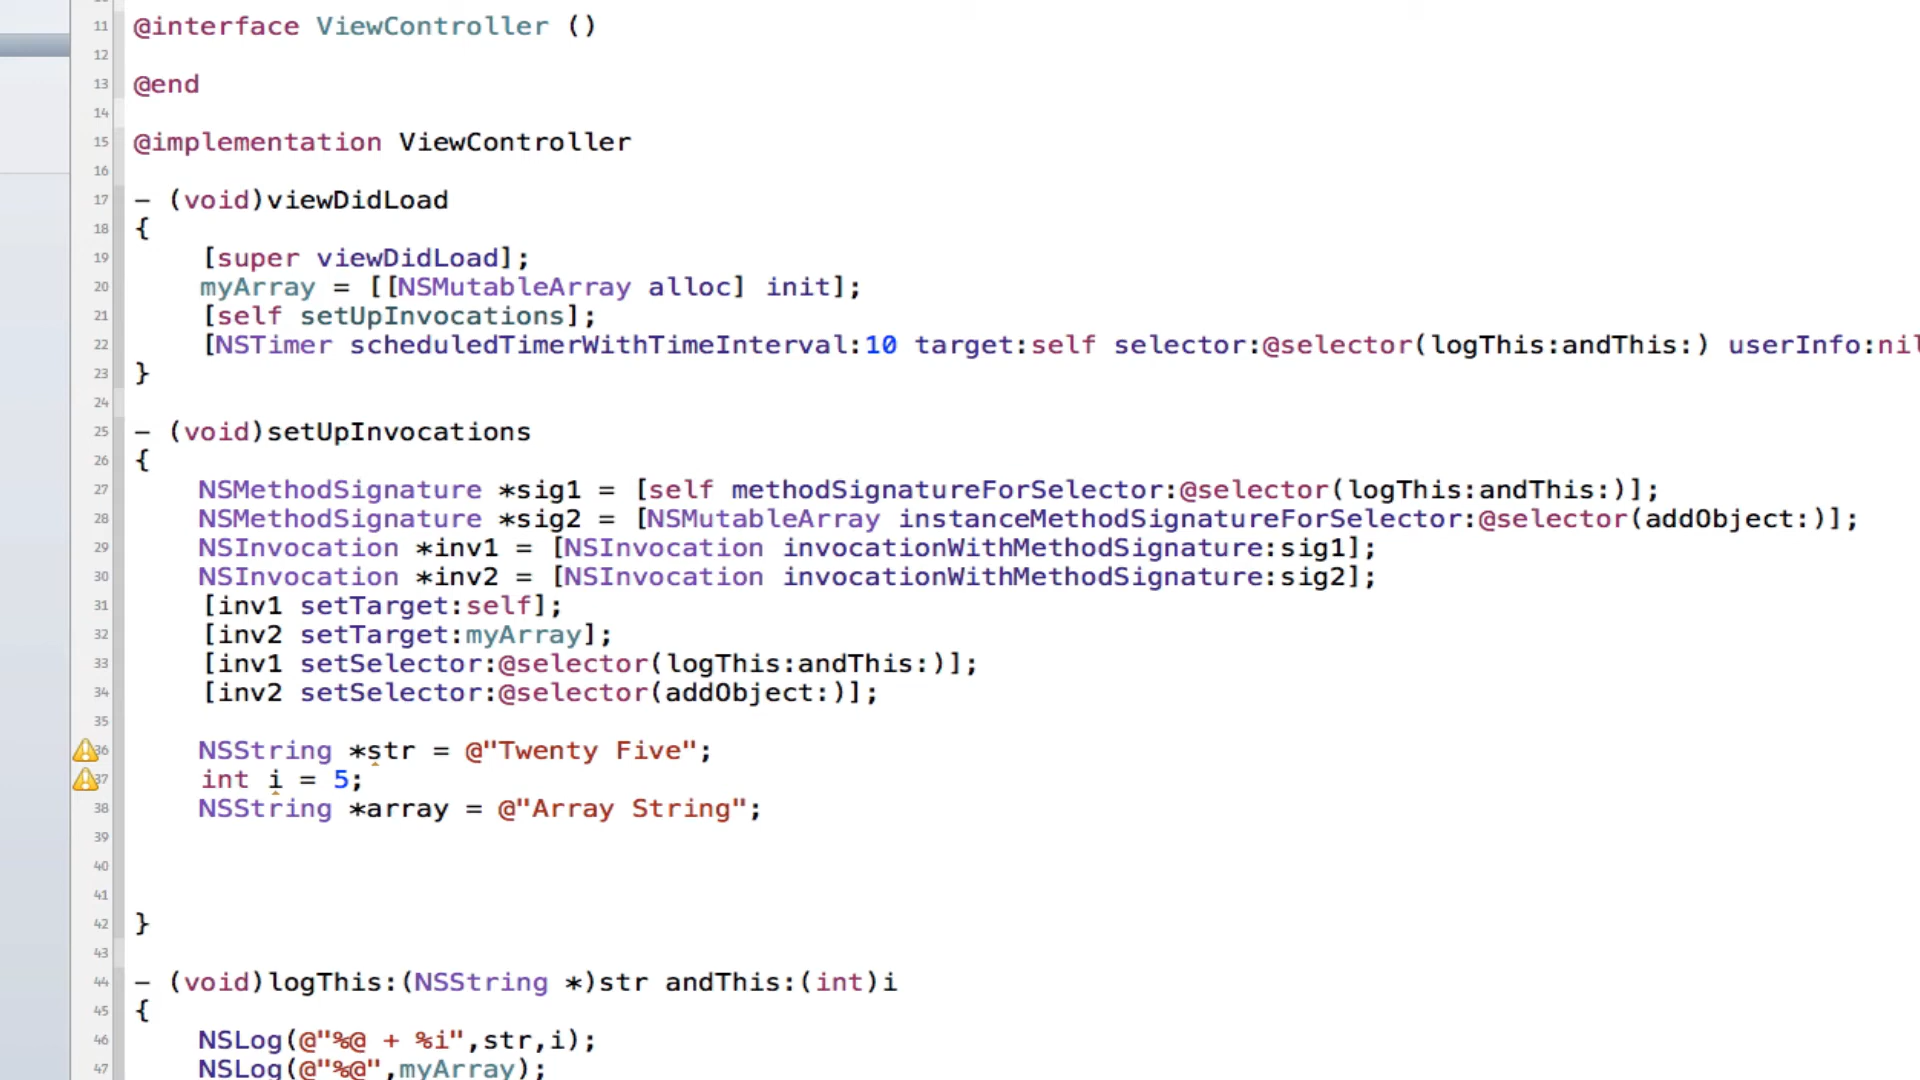 11 @interface ViewController ()
12
13 @end
14
15 @implementation ViewController
16
17 - (void)viewDidLoad
18 {
19 [super viewDidLoad];
20 myArray = [[NSMutableArray alloc] init];
21 [self setUpInvocations];
22 [NSTimer scheduledTimerWithTimeInterval:10 target:self selector:@selector(logThis:andThis:) userInfo:nil
23 }
24
25 - (void)setUpInvocations
26 {
27 NSMethodSignature *sig1 = [self methodSignatureForSelector:@selector(logThis:andThis:)];
28 NSMethodSignature *sig2 = [NSMutableArray instanceMethodSignatureForSelector:@selector(addObject:)];
29 NSInvocation *inv1 = [NSInvocation invocationWithMethodSignature:sig1];
30 NSInvocation *inv2 = [NSInvocation invocationWithMethodSignature:sig2];
31 [inv1 setTarget:self];
32 [inv2 setTarget:myArray];
33 [inv1 setSelector:@selector(logThis:andThis:)];
34 [inv2 setSelector:@selector(addObject:)];
35
36 NSString *str = @"Twenty Five";
37 int i = 5;
38 NSString *array = @"Array String";
39
40
41
42 }
43
44 - (void)logThis:(NSString *)str andThis:(int)i
45 {
46 NSLog(@"%@ + %i",str,i);
47 NSLog(@"%@",myArray);